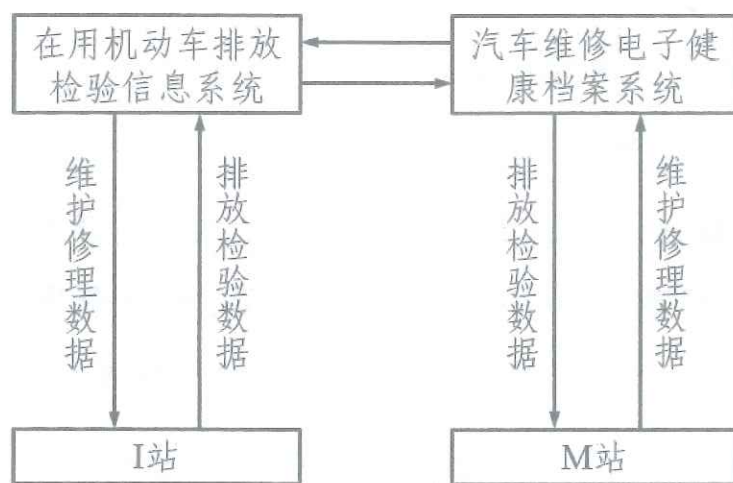 在用机动车排放
检验信息系统
汽车维修电子健
康档案系统
维护修理数据
排放检验数据
排放检验数据
维护修理数据
I站
M站